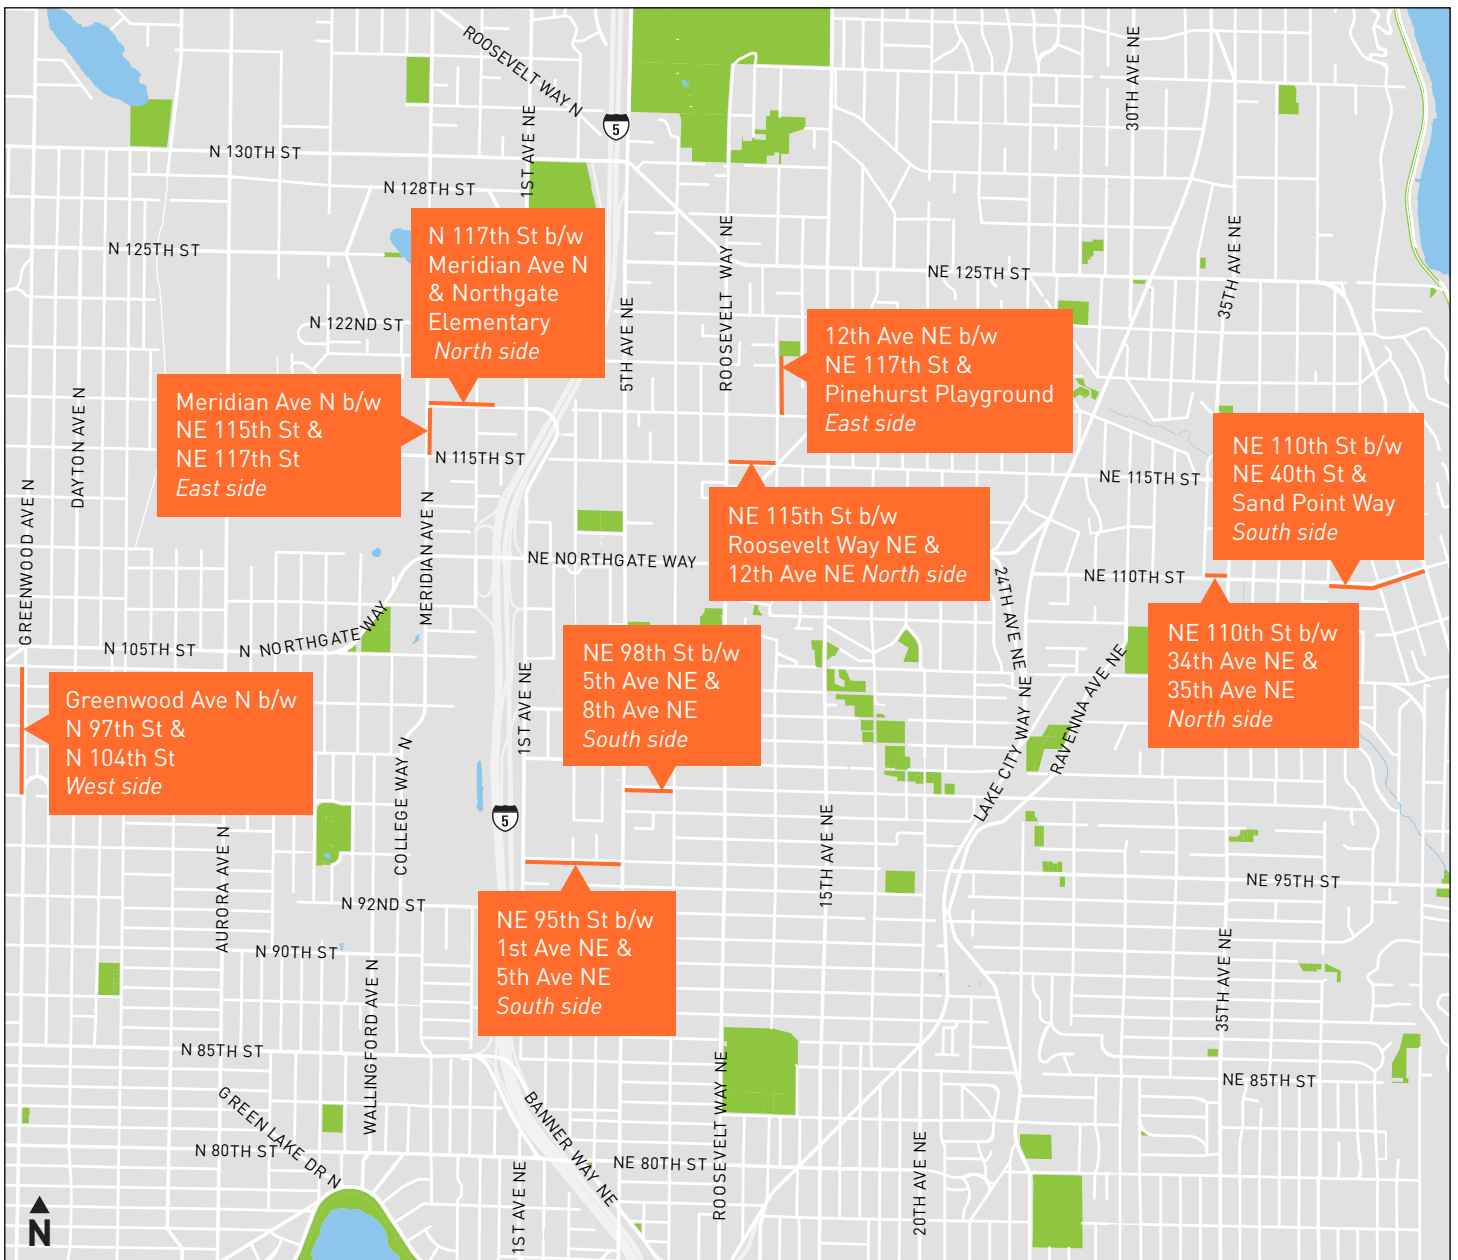 ROOSEVELT WAY N
30TH AVE NE
1ST AVE NE
5
N 130TH ST
N 128TH ST
N 125TH ST
N 117th St b/w
Meridian Ave N
& Northgate
Elementary
North side
ROOSEVELT WAY NE
35TH AVE NE
NE 125TH ST
N 122ND ST
5TH AVE NE
12th Ave NE b/w
NE 117th St &
Pinehurst Playground
East side
DAYTON AVE N
Meridian Ave N b/w
NE 115th St &
NE 117th St
East side
N 115TH ST
NE 110th St b/w
NE 40th St &
Sand Point Way
South side
NE 115TH ST
GREENWOOD AVE N
MERIDIAN AVE N
NE 115th St b/w
Roosevelt Way NE &
12th Ave NE North side
NE NORTHGATE WAY
NE 110TH ST
24TH AVE NE
N 105TH ST
N NORTHGATE WAY
NE 98th St b/w
5th Ave NE &
8th Ave NE
South side
NE 110th St b/w
34th Ave NE &
35th Ave NE
North side
Greenwood Ave N b/w
N 97th St &
N 104th St
West side
1ST AVE NE
LAKE CITY WAY NE
RAVENNA AVE NE
COLLEGE WAY N
5
AURORA AVE N
15TH AVE NE
NE 95TH ST
N 92ND ST
NE 95th St b/w
1st Ave NE &
5th Ave NE
South side
N 90TH ST
WALLINGFORD AVE N
35TH AVE NE
N 85TH ST
NE 85TH ST
GREEN LAKE DR N
BANNER WAY NE
ROOSEVELT WAY NE
N 80TH ST
NE 80TH ST
1ST AVE NE
20TH AVE NE
N